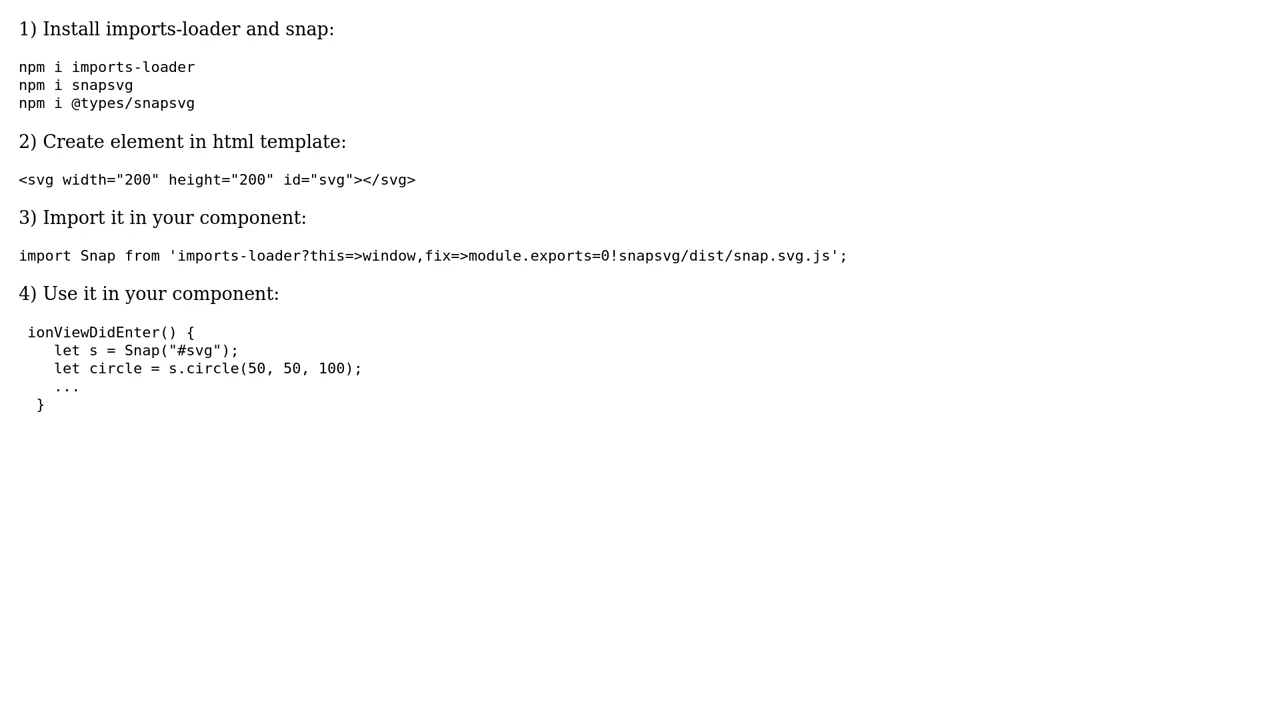 1) Install imports-loader and snap:
npm i imports-loader
npm i snapsvg
npm i @types/snapsvg
2) Create element in html template:
<svg width="200" height="200" id="svg"></svg>
3) Import it in your component:
import Snap from 'imports-loader?this=>window,fix=>module.exports=0!snapsvg/dist/snap.svg.js';
4) Use it in your component:
 ionViewDidEnter() {
    let s = Snap("#svg");
    let circle = s.circle(50, 50, 100);
    ...
  }